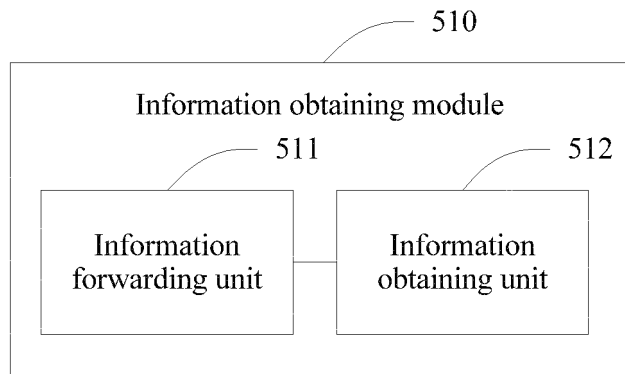 510
Information obtaining module
511
512
Information
forwarding unit
Information
obtaining unit